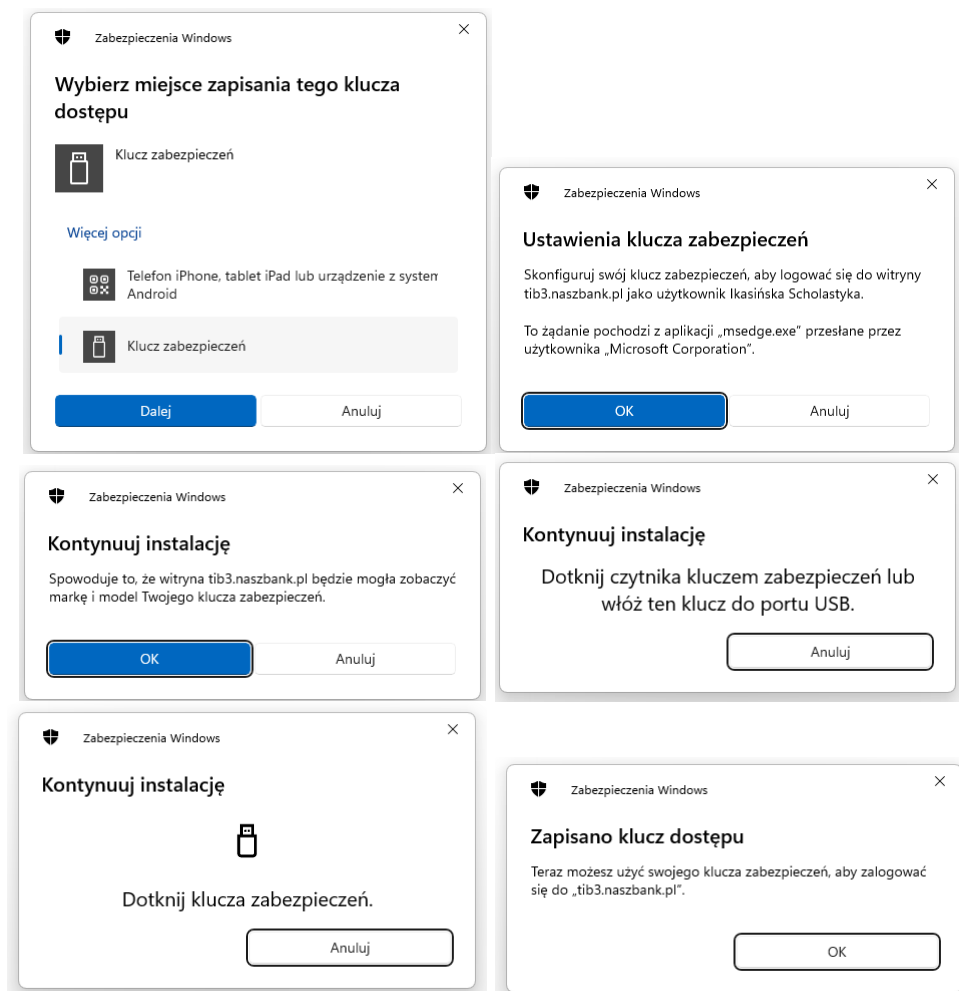 Zabezpieczenia Windows
Wybierz miejsce zapisania tego klucza
dostępu
Klucz zabezpieczeń
Więcej opcji
Telefon iPhone, tablet iPad lub urządzenie z system
Android
Klucz zabezpieczeń
Dalej
Anuluj
Zabezpieczenia Windows
Ustawienia klucza zabezpieczeń
Skonfiguruj swój klucz zabezpieczeń, aby logować się do witryny
tib3.naszbank.pl jako użytkownik Ikasińska Scholastyka.
To żądanie pochodzi z aplikacji „msedge.exe” przesłane przez
użytkownika „Microsoft Corporation”.
OK
Anuluj
Zabezpieczenia Windows
Kontynuuj instalację
Spowoduje to, że witryna tib3.naszbank.pl będzie mogła zobaczyć
markę i model Twojego klucza zabezpieczeń.
OK
Anuluj
Zabezpieczenia Windows
Kontynuuj instalację
Dotknij czytnika kluczem zabezpieczeń lub
włóż ten klucz do portu USB.
Anuluj
Zabezpieczenia Windows
Kontynuuj instalację
Dotknij klucza zabezpieczeń.
Anuluj
Zabezpieczenia Windows
Zapisano klucz dostępu
Teraz możesz użyć swojego klucza zabezpieczeń, aby zalogować
się do „tib3.naszbank.pl”.
OK